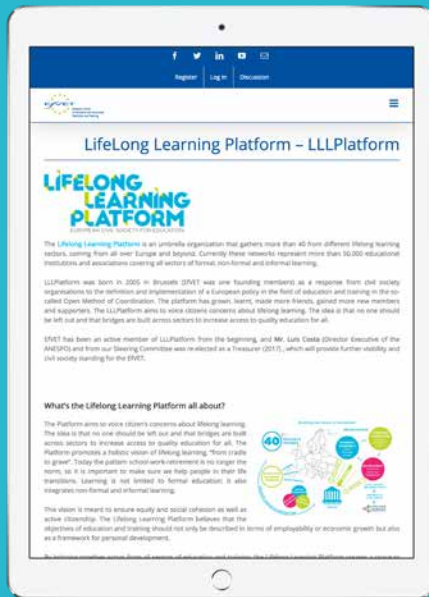 Register
Log In
Discussion
EfVET
LifeLong Learning Platform – LLLPlatform
LIFELONG
LEARNING
PLATFORM
EUROPEAN CIVIL SOCIETY FOR EDUCATION
The Lifelong Learning Platform is an umbrella organization that gathers more than 40 from different lifelong learning
sectors, coming from all over Europe and beyond. Currently these networks represent more than 50,000 educational
institutions and associations covering all sectors of formal, non-formal and informal learning.
LLLPlatform was born in 2005 in Brussels (EfVET was one founding members) as a response from civil society
organisations to the definition and implementation of a European policy in the field of education and training in the so-
called Open Method of Coordination. The platform has grown, learnt, made more friends, gained more new members
and supporters. The LLLPlatform aims to voice citizens concerns about lifelong learning. The idea is that no one should
be left out and that bridges are built across sectors to increase access to quality education for all.
EfVET has been an active member of LLLPlatform from the beginning, and Mr. Luis Costa (Director Executive of the
ANESPO) and from our Steering Committee was re-elected as a Treasurer (2017)., which will provide further visibility and
civil society standing for the EfVET.
What's the Lifelong Learning Platform all about?
The Platform aims to voice citizen's concerns about lifelong learning.
The idea is that no one should be left out and that bridges are built
across sectors to increase access to quality education for all. The
Platform promotes a holistic vision of lifelong learning, "from cradle
to grave". Today the pattern school-work-retirement is no longer the
norm, so it is important to make sure we help people in their life
transitions. Learning is not limited to formal education: it also
integrates non-formal and informal learning.
40
This vision is meant to ensure equity and social cohesion as well as
active citizenship. The Lifelong Learning Platform believes that the
objectives of education and training should not only be described in terms of employability or economic growth but also
as a framework for personal development.